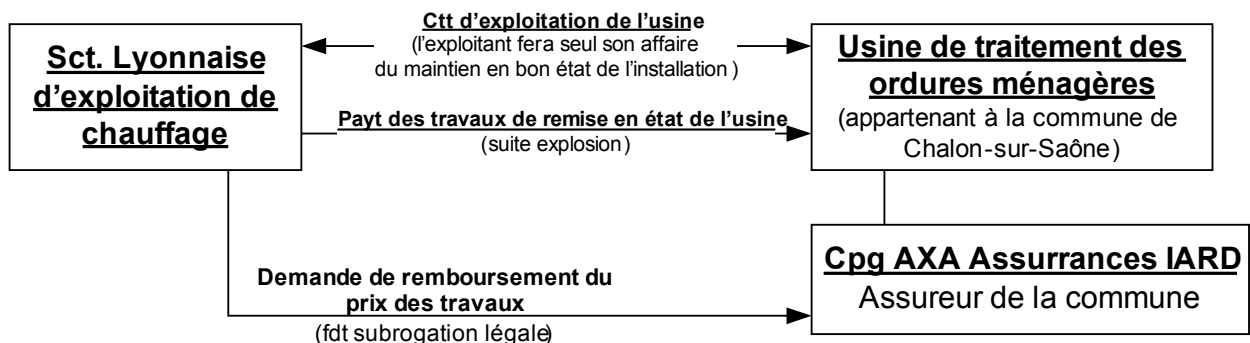 Sct. Lyonnaise
d’exploitation de
chauffage
Ctt d’exploitation de l’usine
(l’exploitant fera seul son affaire
du maintien en bon état de l’installation )
Payt des travaux de remise en état de l’usine
(suite explosion)
Usine de traitement des
ordures ménagères
(appartenant à la commune de
Chalon-sur-Saône)
Demande de remboursement du
prix des travaux
(fdt subrogation légale)
Cpg AXA Assurrances IARD
Assureur de la commune